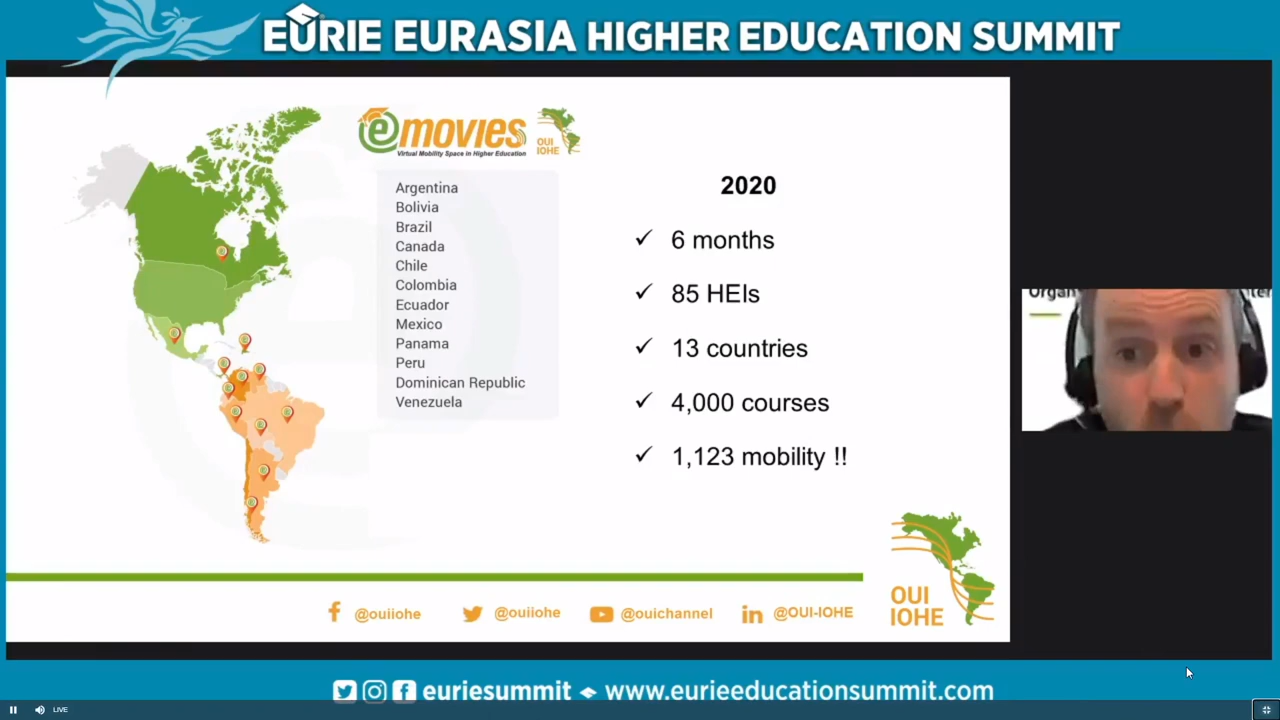 EURIE EURASIA HIGHER EDUCATION SUMMIT
emovies
Virtual Mobility Space in Higher Education
OUI
IOHE
Argentina
Bolivia
Brazil
Canada
Chile
Colombia
Ecuador
Mexico
Panama
Peru
Dominican Republic
Venezuela
2020
✓ 6 months
✓ 85 HEIs
✓ 13 countries
✓ 4,000 courses
✓ 1,123 mobility !!
OUI
IOHE
@ouiiohe
@ouiiohe
@ouichannel
@OUI-IOHE
euriesummit
www.eurieeducationsummit.com
LIVE